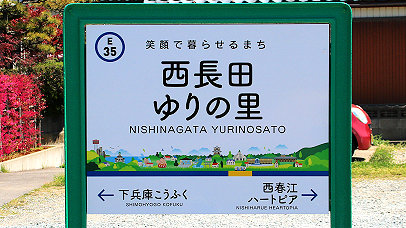 E
35
笑顔で暮らせるまち
西長田
ゆりの里
NISHINAGATA YURINOSATO
← 下兵庫こうふく
SHIMOHYOGO KOFUKU
西春江
ハートピア →
NISHIHARUE HEARTOPIA